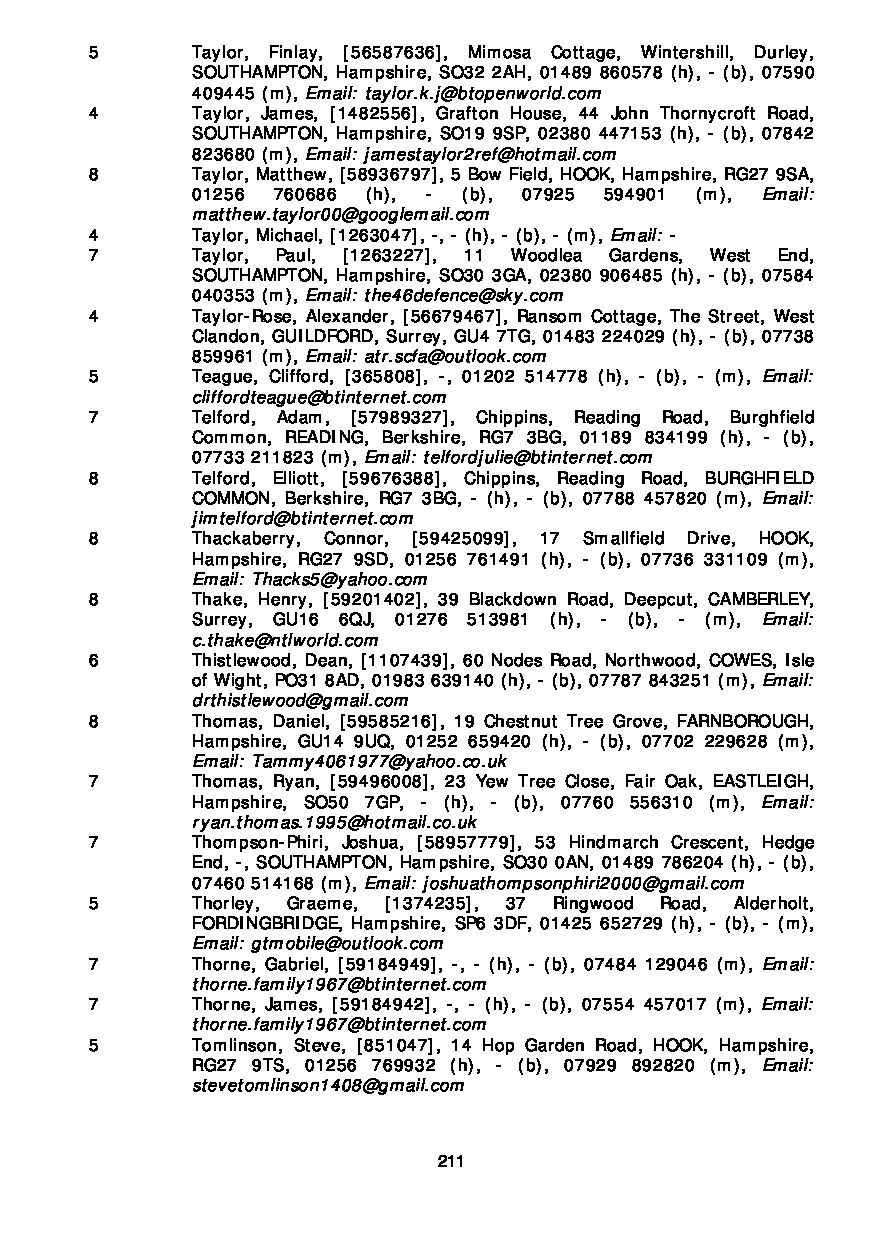 5 Taylor, Finlay, [56587636], Mimosa Cottage, Wintershill, Durley,
SOUTHAMPTON, Hampshire, SO32 2AH, 01489 860578 (h), - (b), 07590
409445 (m), Email: taylor.k.j@btopenworld.com
4 Taylor, James, [1482556], Grafton House, 44 John Thornycroft Road,
SOUTHAMPTON, Hampshire, SO19 9SP, 02380 447153 (h), - (b), 07842
823680 (m), Email: jamestaylor2ref@hotmail.com
8 Taylor, Matthew, [58936797], 5 Bow Field, HOOK, Hampshire, RG27 9SA,
01256 760686 (h), - (b), 07925 594901 (m), Email:
matthew.taylor00@googlemail.com
4 Taylor, Michael, [1263047], -, - (h), - (b), - (m), Email: -
7 Taylor, Paul, [1263227], 11 Woodlea Gardens, West End,
SOUTHAMPTON, Hampshire, SO30 3GA, 02380 906485 (h), - (b), 07584
040353 (m), Email: the46defence@sky.com
4 Taylor-Rose, Alexander, [56679467], Ransom Cottage, The Street, West
Clandon, GUILDFORD, Surrey, GU4 7TG, 01483 224029 (h), - (b), 07738
859961 (m), Email: atr.scfa@outlook.com
5 Teague, Clifford, [365808], -, 01202 514778 (h), - (b), - (m), Email:
cliffordteague@btinternet.com
7 Telford, Adam, [57989327], Chippins, Reading Road, Burghfield
Common, READING, Berkshire, RG7 3BG, 01189 834199 (h), - (b),
07733 211823 (m), Email: telfordjulie@btinternet.com
8 Telford, Elliott, [59676388], Chippins, Reading Road, BURGHFIELD
COMMON, Berkshire, RG7 3BG, - (h), - (b), 07788 457820 (m), Email:
jimtelford@btinternet.com
8 Thackaberry, Connor, [59425099], 17 Smallfield Drive, HOOK,
Hampshire, RG27 9SD, 01256 761491 (h), - (b), 07736 331109 (m),
Email: Thacks5@yahoo.com
8 Thake, Henry, [59201402], 39 Blackdown Road, Deepcut, CAMBERLEY,
Surrey, GU16 6QJ, 01276 513981 (h), - (b), - (m), Email:
c.thake@ntlworld.com
6 Thistlewood, Dean, [1107439], 60 Nodes Road, Northwood, COWES, Isle
of Wight, PO31 8AD, 01983 639140 (h), - (b), 07787 843251 (m), Email:
drthistlewood@gmail.com
8 Thomas, Daniel, [59585216], 19 Chestnut Tree Grove, FARNBOROUGH,
Hampshire, GU14 9UQ, 01252 659420 (h), - (b), 07702 229628 (m),
Email: Tammy4061977@yahoo.co.uk
7 Thomas, Ryan, [59496008], 23 Yew Tree Close, Fair Oak, EASTLEIGH,
Hampshire, SO50 7GP, - (h), - (b), 07760 556310 (m), Email:
ryan.thomas.1995@hotmail.co.uk
7 Thompson-Phiri, Joshua, [58957779], 53 Hindmarch Crescent, Hedge
End, -, SOUTHAMPTON, Hampshire, SO30 0AN, 01489 786204 (h), - (b),
07460 514168 (m), Email: joshuathompsonphiri2000@gmail.com
5 Thorley, Graeme, [1374235], 37 Ringwood Road, Alderholt,
FORDINGBRIDGE, Hampshire, SP6 3DF, 01425 652729 (h), - (b), - (m),
Email: gtmobile@outlook.com
7 Thorne, Gabriel, [59184949], -, - (h), - (b), 07484 129046 (m), Email:
thorne.family1967@btinternet.com
7 Thorne, James, [59184942], -, - (h), - (b), 07554 457017 (m), Email:
thorne.family1967@btinternet.com
5 Tomlinson, Steve, [851047], 14 Hop Garden Road, HOOK, Hampshire,
RG27 9TS, 01256 769932 (h), - (b), 07929 892820 (m), Email:
stevetomlinson1408@gmail.com
211